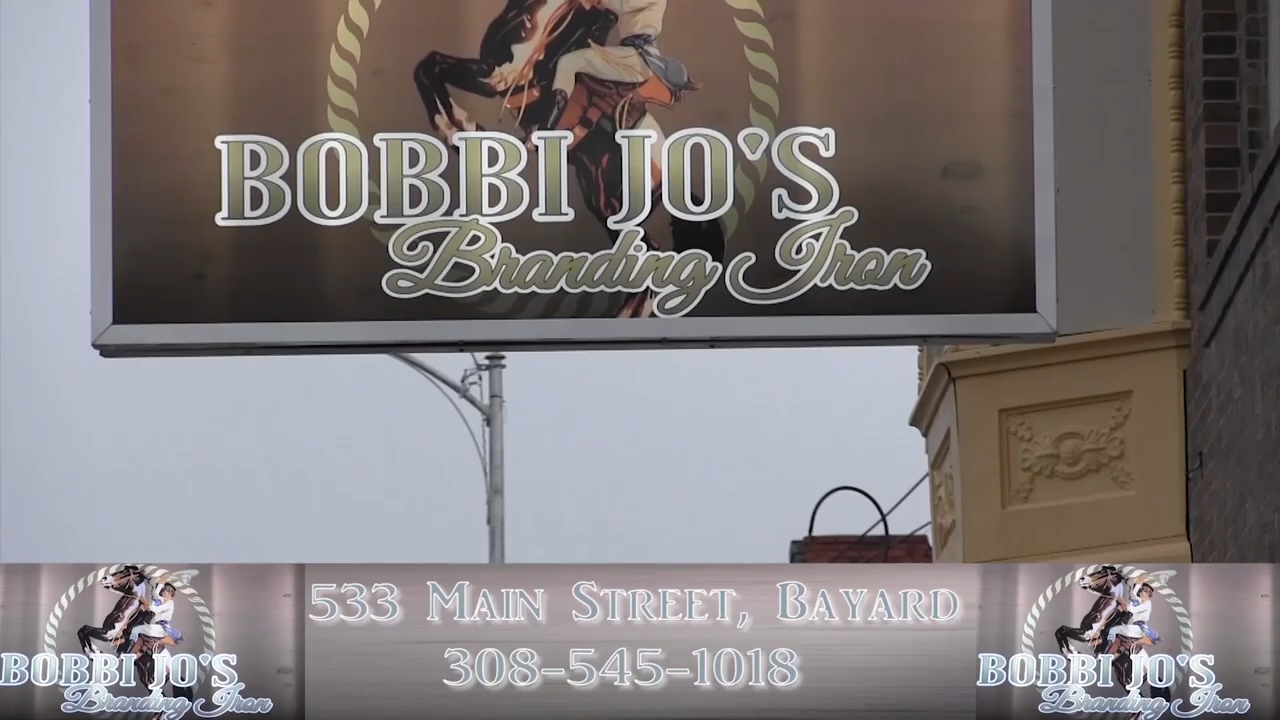 BOBBI JO'S
Branding Iron
533 MAIN STREET, BAYARD
308-545-1018
BOBBI JO'S
Branding Iron
BOBBI JO'S
Branding Iron